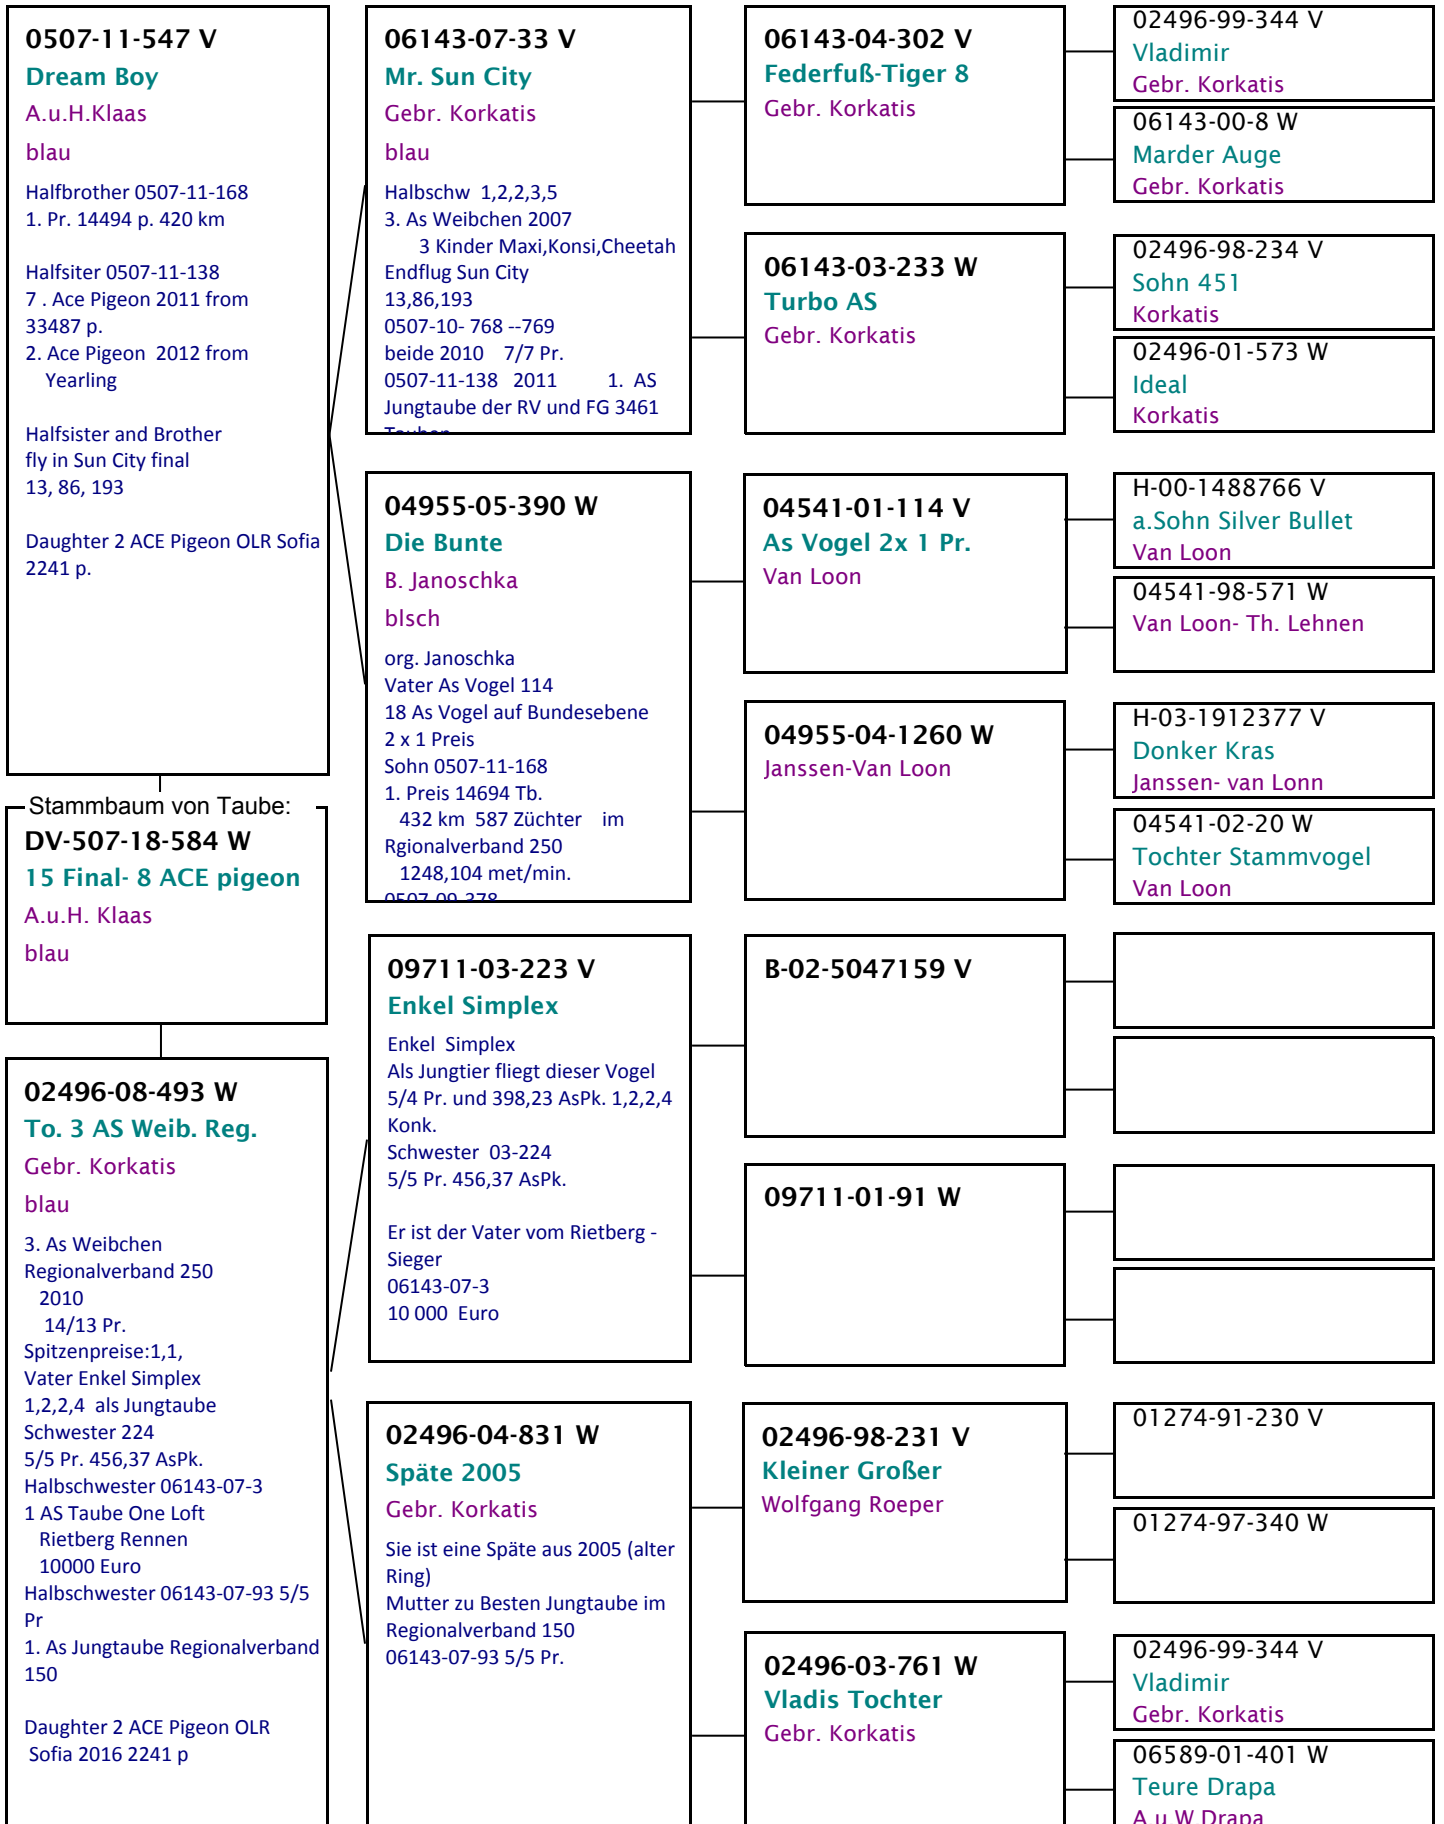 0507-11-547 V
Dream Boy
A.u.H.Klaas
blau
Halfbrother 0507-11-168
1. Pr. 14494 p. 420 km
Halfsiter 0507-11-138
7 . Ace Pigeon 2011 from
33487 p.
2. Ace Pigeon 2012 from
Yearling
Halfsister and Brother
fly in Sun City final
13, 86, 193
Daughter 2 ACE Pigeon OLR Sofia
2241 p.
Stammbaum von Taube:
DV-507-18-584 W
15 Final- 8 ACE pigeon
A.u.H. Klaas
blau
02496-08-493 W
To. 3 AS Weib. Reg.
Gebr. Korkatis
blau
3. As Weibchen
Regionalverband 250
2010
14/13 Pr.
Spitzenpreise:1,1,
Vater Enkel Simplex
1,2,2,4 als Jungtaube
Schwester 224
5/5 Pr. 456,37 AsPk.
Halbschwester 06143-07-3
1 AS Taube One Loft
Rietberg Rennen
10000 Euro
Halbschwester 06143-07-93 5/5
Pr
1. As Jungtaube Regionalverband
150
Daughter 2 ACE Pigeon OLR
Sofia 2016 2241 p
06143-07-33 V
Mr. Sun City
Gebr. Korkatis
blau
Halbschw 1,2,2,3,5
3. As Weibchen 2007
3 Kinder Maxi,Konsi,Cheetah
Endflug Sun City
13,86,193
0507-10- 768 --769
beide 2010 7/7 Pr.
0507-11-138 2011 1. AS
Jungtaube der RV und FG 3461
Tauben
04955-05-390 W
Die Bunte
B. Janoschka
blsch
org. Janoschka
Vater As Vogel 114
18 As Vogel auf Bundesebene
2 x 1 Preis
Sohn 0507-11-168
1. Preis 14694 Tb.
432 km 587 Züchter im
Rgionalverband 250
1248,104 met/min.
0507-09-378
09711-03-223 V
Enkel Simplex
Enkel Simplex
Als Jungtier fliegt dieser Vogel
5/4 Pr. und 398,23 AsPk. 1,2,2,4
Konk.
Schwester 03-224
5/5 Pr. 456,37 AsPk.
Er ist der Vater vom Rietberg -
Sieger
06143-07-3
10 000 Euro
02496-04-831 W
Späte 2005
Gebr. Korkatis
Sie ist eine Späte aus 2005 (alter
Ring)
Mutter zu Besten Jungtaube im
Regionalverband 150
06143-07-93 5/5 Pr.
06143-04-302 V
Federfuß-Tiger 8
Gebr. Korkatis
06143-03-233 W
Turbo AS
Gebr. Korkatis
04541-01-114 V
As Vogel 2x 1 Pr.
Van Loon
04955-04-1260 W
Janssen-Van Loon
B-02-5047159 V
09711-01-91 W
02496-98-231 V
Kleiner Großer
Wolfgang Roeper
02496-03-761 W
Vladis Tochter
Gebr. Korkatis
02496-99-344 V
Vladimir
Gebr. Korkatis
06143-00-8 W
Marder Auge
Gebr. Korkatis
02496-98-234 V
Sohn 451
Korkatis
02496-01-573 W
Ideal
Korkatis
H-00-1488766 V
a.Sohn Silver Bullet
Van Loon
04541-98-571 W
Van Loon- Th. Lehnen
H-03-1912377 V
Donker Kras
Janssen- van Lonn
04541-02-20 W
Tochter Stammvogel
Van Loon
01274-91-230 V
01274-97-340 W
02496-99-344 V
Vladimir
Gebr. Korkatis
06589-01-401 W
Teure Drapa
A.u.W.Drapa